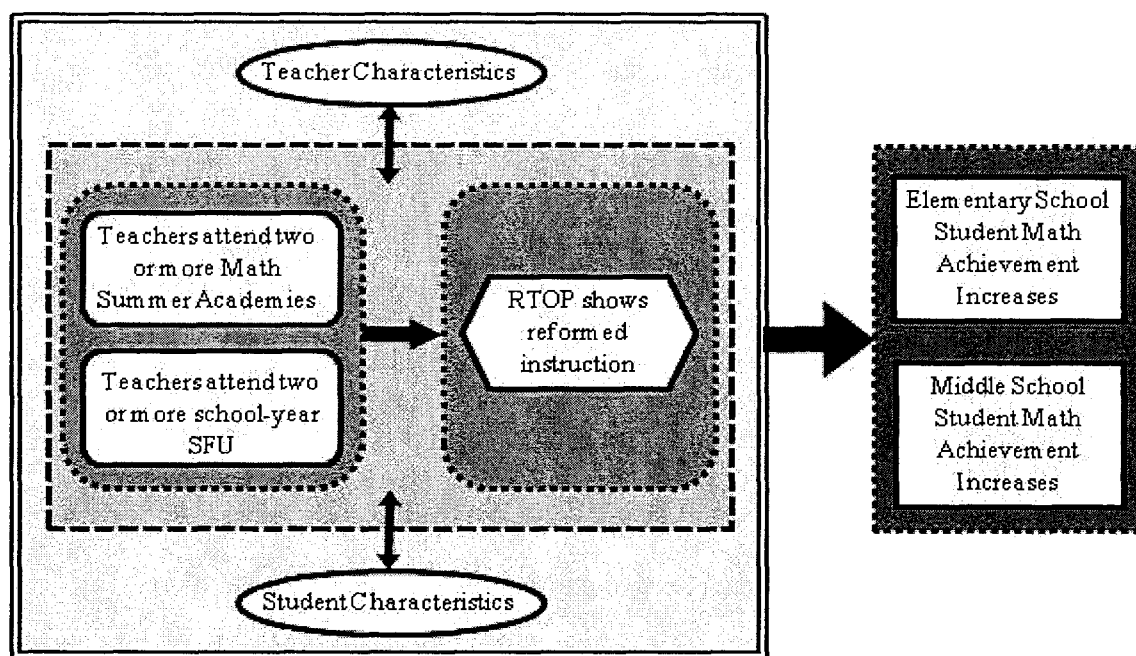 Teacher Characteristics
Teachers attend two
or more Math
Summer Academies
Teachers attend two
or more school-year
SFU
RTOP shows
reformed
instruction
Student Characteristics
Elementary School
Student Math
Achievement
Increases
Middle School
Student Math
Achievement
Increases